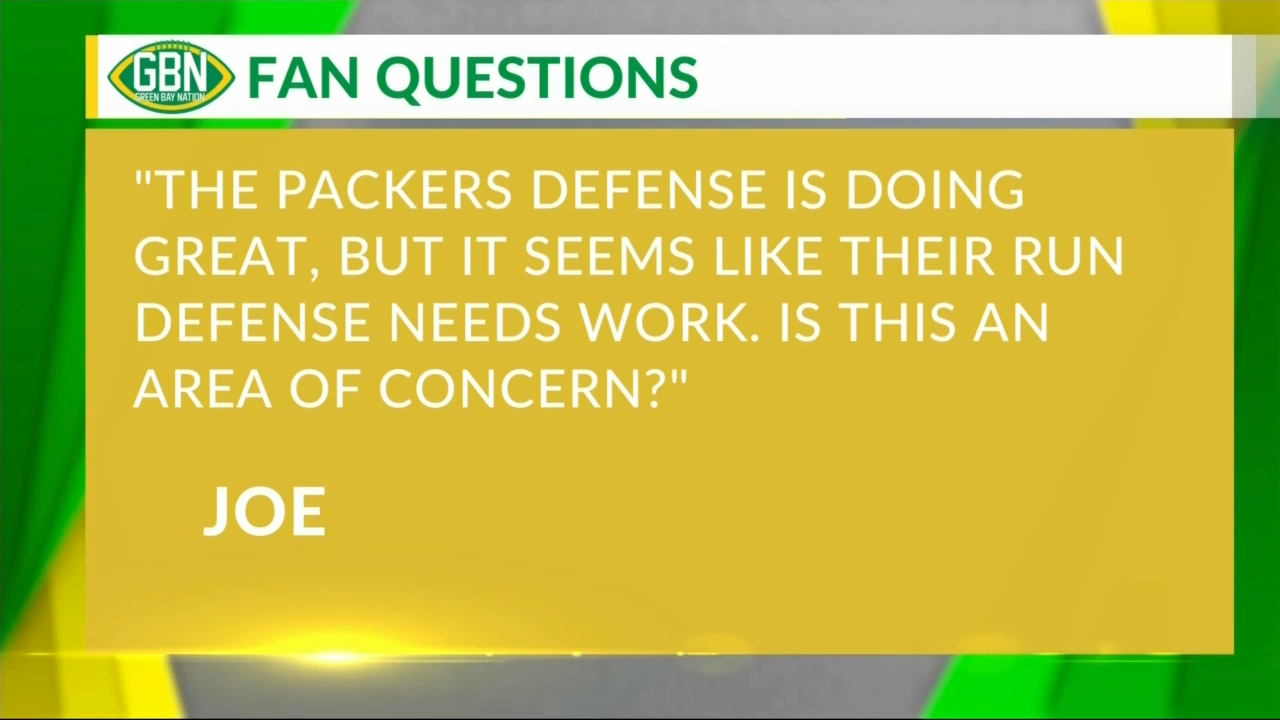 GBN
GREEN BAY NATION
FAN QUESTIONS
"THE PACKERS DEFENSE IS DOING
GREAT, BUT IT SEEMS LIKE THEIR RUN
DEFENSE NEEDS WORK. IS THIS AN
AREA OF CONCERN?"
JOE